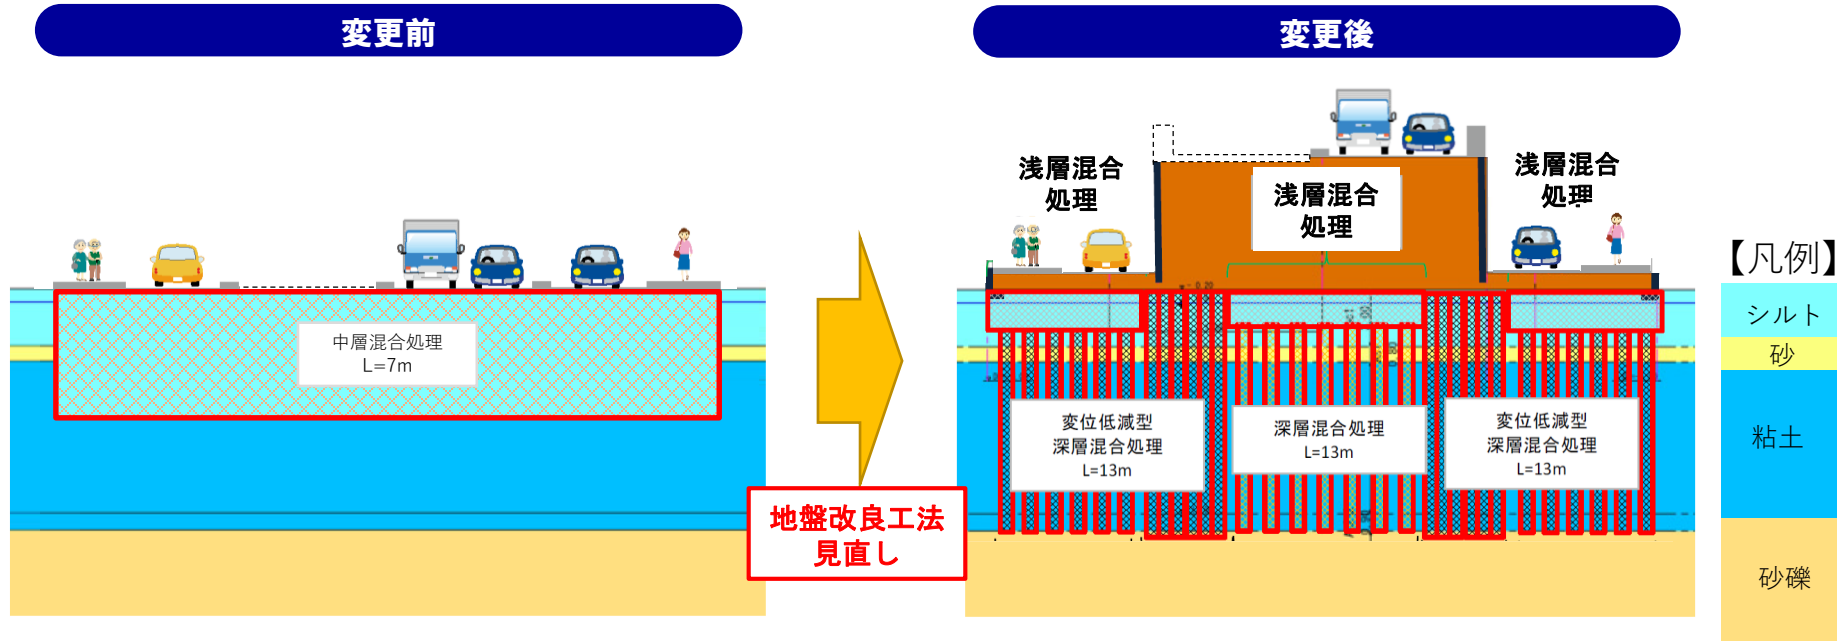 変更前
変更後
浅層混合
処理
浅層混合
処理
浅層混合
処理
【凡例】
シルト
砂
粘土
砂礫
中層混合処理
L=7m
変位低減型
深層混合処理
L=13m
深層混合処理
L=13m
変位低減型
深層混合処理
L=13m
地盤改良工法
見直し
0.20